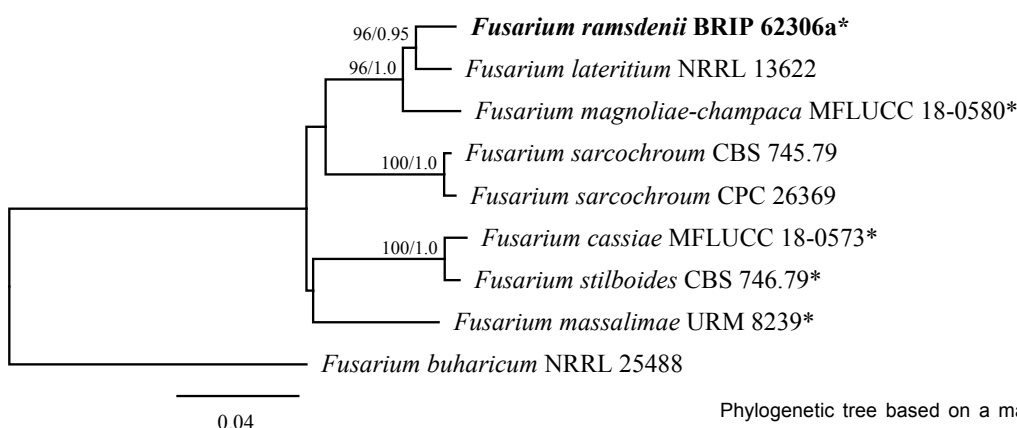 96/0.95
Fusarium ramsdenii BRIP 62306a*
96/1.0
Fusarium lateritium NRRL 13622
Fusarium magnoliae-champaca MFLUCC 18-0580*
100/1.0
Fusarium sarcochroum CBS 745.79
Fusarium sarcochroum CPC 26369
100/1.0
Fusarium cassiae MFLUCC 18-0573*
Fusarium stilboides CBS 746.79*
Fusarium massalimae URM 8239*
Fusarium buharicum NRRL 25488
0.04
Phylogenetic tree based on a